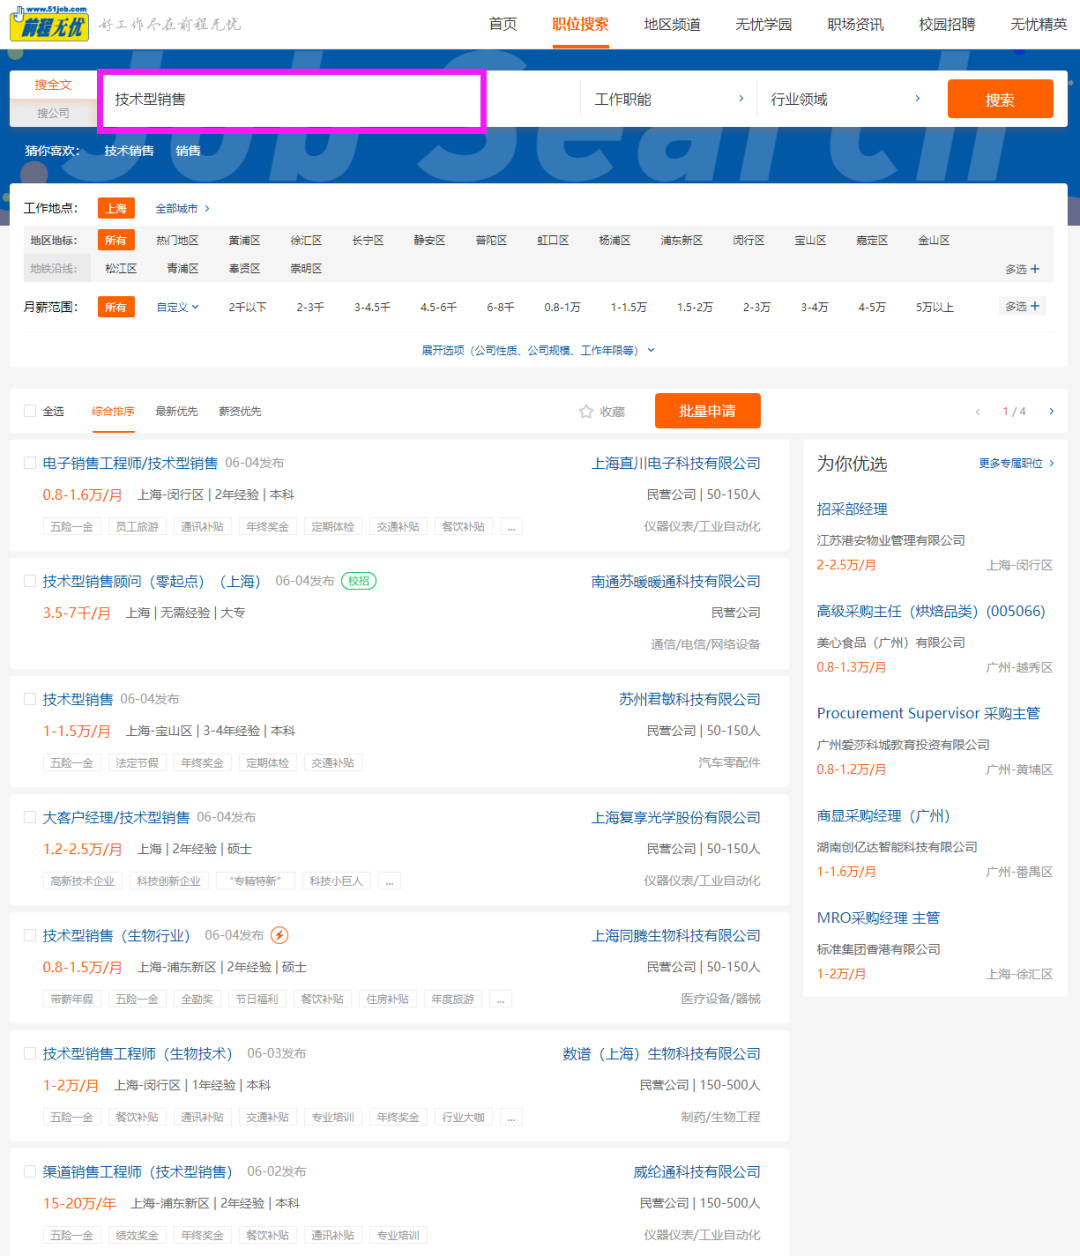 www.51job.com
前程无忧
好工作尽在前程无忧
首页 职位搜索 地区频道 无忧学园 职场资讯 校园招聘 无忧精英
Job Search
搜全文
搜公司
技术型销售 工作职能 行业领域 搜索
猜你喜欢： 技术销售 销售
工作地点： 上海 全部城市
地区地标： 所有 热门地区 黄浦区 徐汇区 长宁区 静安区 普陀区 虹口区 杨浦区 浦东新区 闵行区 宝山区 嘉定区 金山区
地铁沿线： 松江区 青浦区 奉贤区 崇明区 多选
月薪范围： 所有 自定义 2千以下 2-3千 3-4.5千 4.5-6千 6-8千 0.8-1万 1-1.5万 1.5-2万 2-3万 3-4万 4-5万 5万以上 多选
展开选项（公司性质、公司规模、工作年限等）
全选 综合排序 最新优先 薪资优先 收藏 批量申请 1 / 4
电子销售工程师/技术型销售 06-04发布 上海直川电子科技有限公司
0.8-1.6万/月 上海-闵行区 | 2年经验 | 本科 民营公司 | 50-150人
五险一金 员工旅游 通讯补贴 年终奖金 定期体检 交通补贴 餐饮补贴 ... 仪器仪表/工业自动化
技术型销售顾问（零起点）（上海） 06-04发布 校招 南通苏暖暖通科技有限公司
3.5-7千/月 上海 | 无需经验 | 大专 民营公司
通信/电信/网络设备
技术型销售 06-04发布 苏州君敏科技有限公司
1-1.5万/月 上海-宝山区 | 3-4年经验 | 本科 民营公司 | 50-150人
五险一金 法定节假 年终奖金 定期体检 交通补贴 汽车零配件
大客户经理/技术型销售 06-04发布 上海复享光学股份有限公司
1.2-2.5万/月 上海 | 2年经验 | 硕士 民营公司 | 50-150人
高新技术企业 科技创新企业 “专精特新” 科技小巨人 ... 仪器仪表/工业自动化
技术型销售（生物行业） 06-04发布 上海同腾生物科技有限公司
0.8-1.5万/月 上海-浦东新区 | 2年经验 | 硕士 民营公司 | 50-150人
带薪年假 五险一金 全勤奖 节日福利 餐饮补贴 住房补贴 年度旅游 ... 医疗设备/器械
技术型销售工程师（生物技术） 06-03发布 数谱（上海）生物科技有限公司
1-2万/月 上海-闵行区 | 1年经验 | 本科 民营公司 | 150-500人
五险一金 餐饮补贴 通讯补贴 交通补贴 专业培训 年终奖金 行业大咖 ... 制药/生物工程
渠道销售工程师（技术型销售） 06-02发布 威纶通科技有限公司
15-20万/年 上海-浦东新区 | 2年经验 | 本科 民营公司 | 150-500人
五险一金 绩效奖金 年终奖金 餐饮补贴 通讯补贴 专业培训 仪器仪表/工业自动化
为你优选 更多专属职位
招采部经理
江苏港安物业管理有限公司
2-2.5万/月 上海-闵行区
高级采购主任（烘焙品类）(005066)
美心食品（广州）有限公司
0.8-1.3万/月 广州-越秀区
Procurement Supervisor 采购主管
广州爱莎科城教育投资有限公司
0.8-1.2万/月 广州-黄埔区
商显采购经理（广州）
湖南创亿达智能科技有限公司
1-1.6万/月 广州-番禺区
MRO采购经理 主管
标准集团香港有限公司
1-2万/月 上海-徐汇区